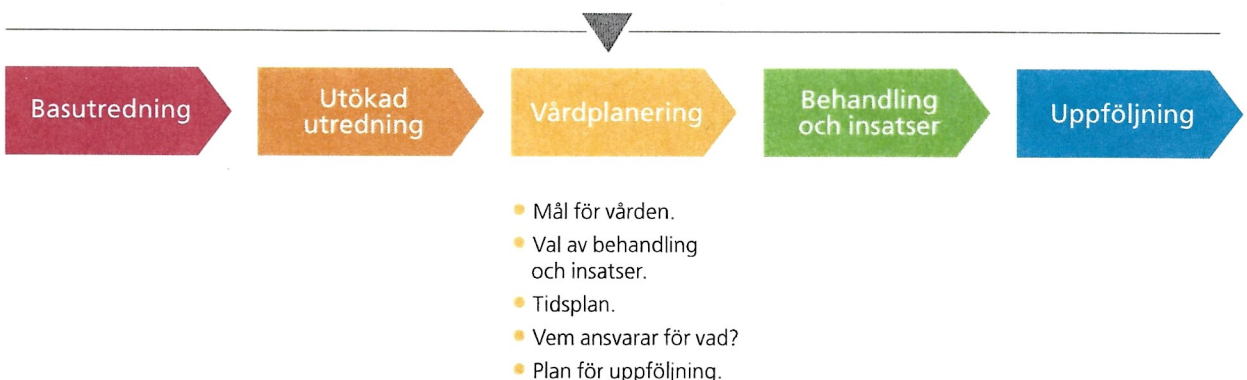 Basutredning
Utökad
utredning
Vårdplanering
Behandling
och insatser
Uppföljning
• Mål för vården.
• Val av behandling
och insatser.
• Tidsplan.
• Vem ansvarar för vad?
• Plan för uppföljning.